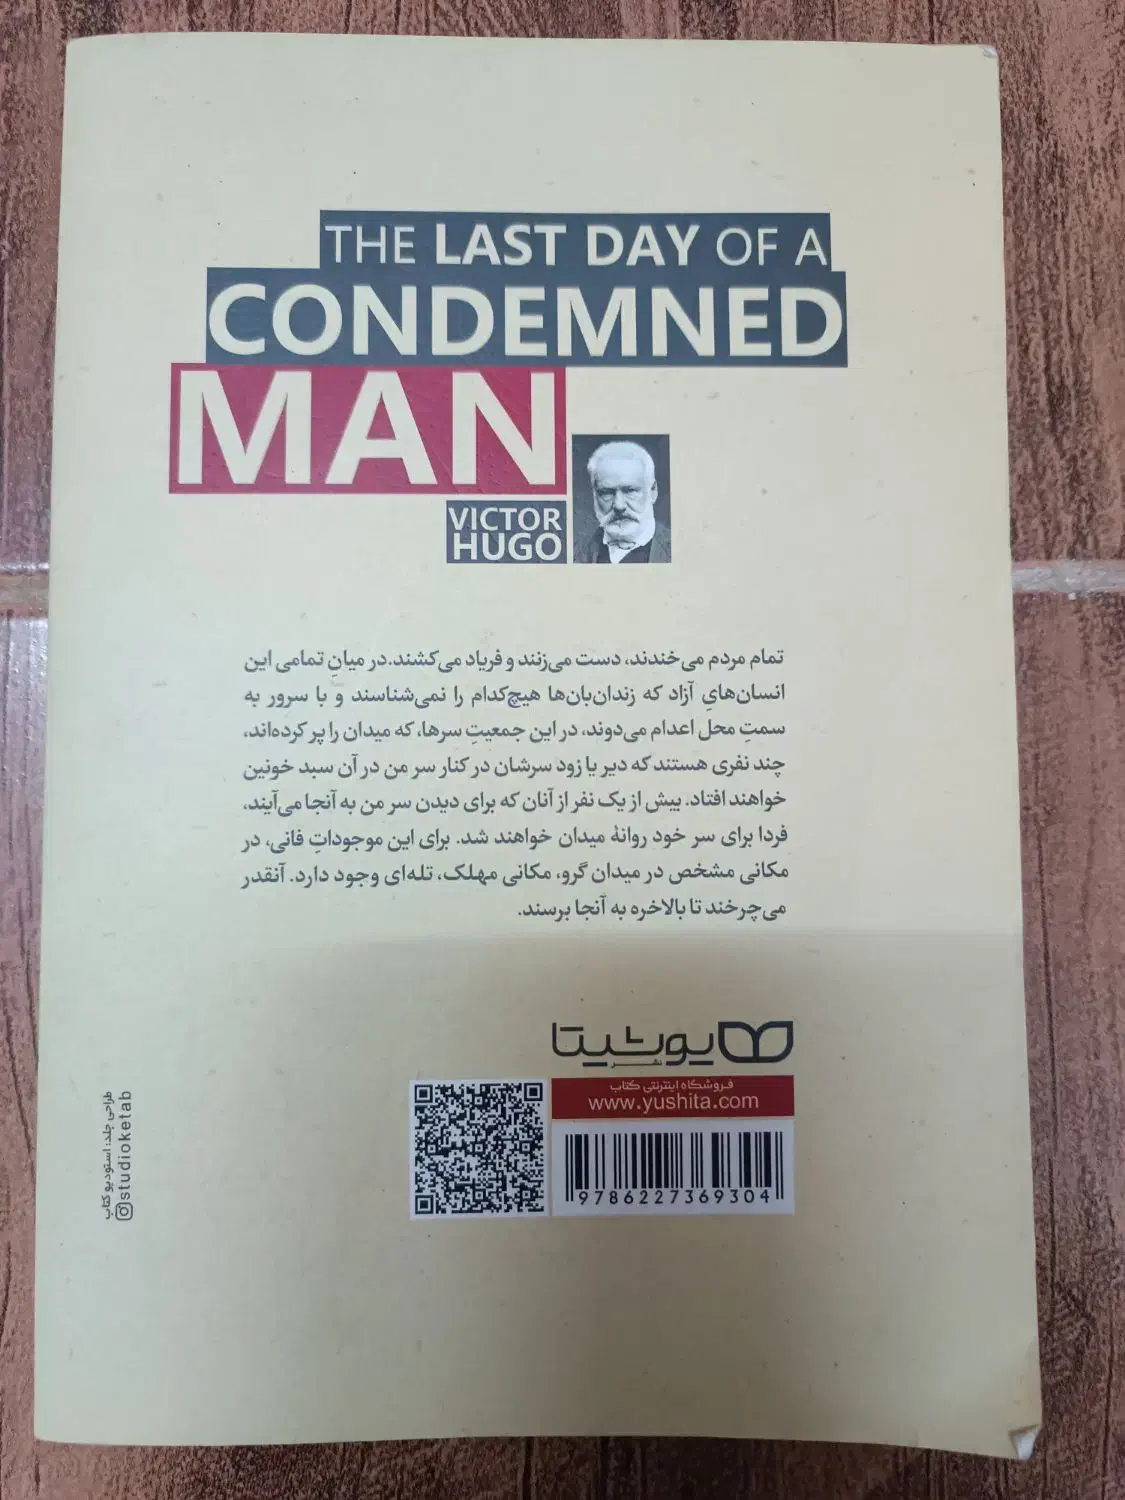 THE LAST DAY OF A
CONDEMNED
MAN
VICTOR
HUGO
تمام مردم می‌خندند، دست می‌زنند و فریاد می‌کشند. در میانِ تمامی این
انسان‌هایِ آزاد که زندان‌بان‌ها هیچ‌کدام را نمی‌شناسند و با سرور به
سمتِ محل اعدام می‌دوند، در این جمعیتِ سرها، که میدان را پر کرده‌اند،
چند نفری هستند که دیر یا زود سرشان در کنار سر من در آن سبد خونین
خواهند افتاد. بیش از یک نفر از آنان که برای دیدن سر من به آنجا می‌آیند،
فردا برای سر خود روانهٔ میدان خواهند شد. برای این موجوداتِ فانی، در
مکانی مشخص در میدان گرو، مکانی مهلک، تله‌ای وجود دارد. آنقدر
می‌چرخند تا بالاخره به آنجا برسند.
یوشیتا
نشر
فروشگاه اینترنتی کتاب
www.yushita.com
9786227369304
طراحی جلد: استودیو کتاب
studioketab